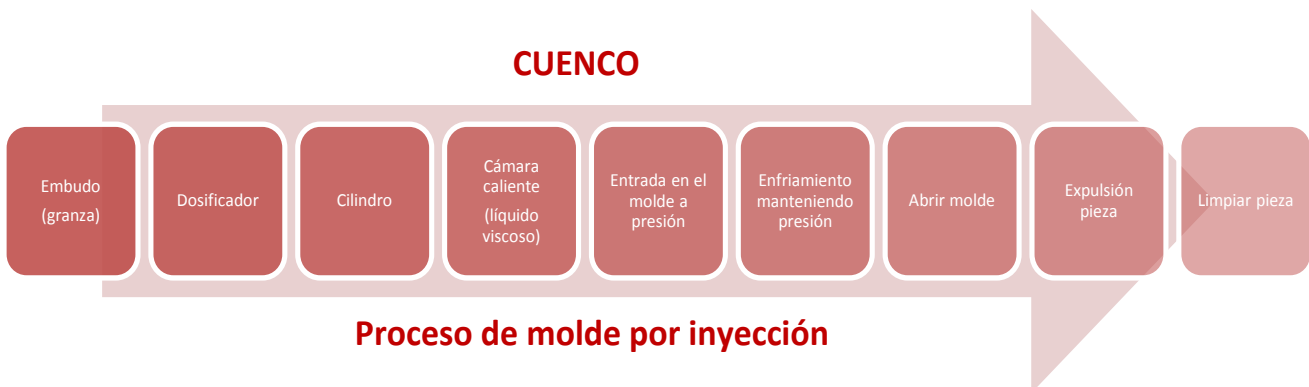 CUENCO
Embudo
(granza)
Dosificador
Cilindro
Cámara
caliente
(líquido
viscoso)
Entrada en el
molde a
presión
Enfriamiento
manteniendo
presión
Abrir molde
Expulsión
pieza
Limpiar pieza
Proceso de molde por inyección